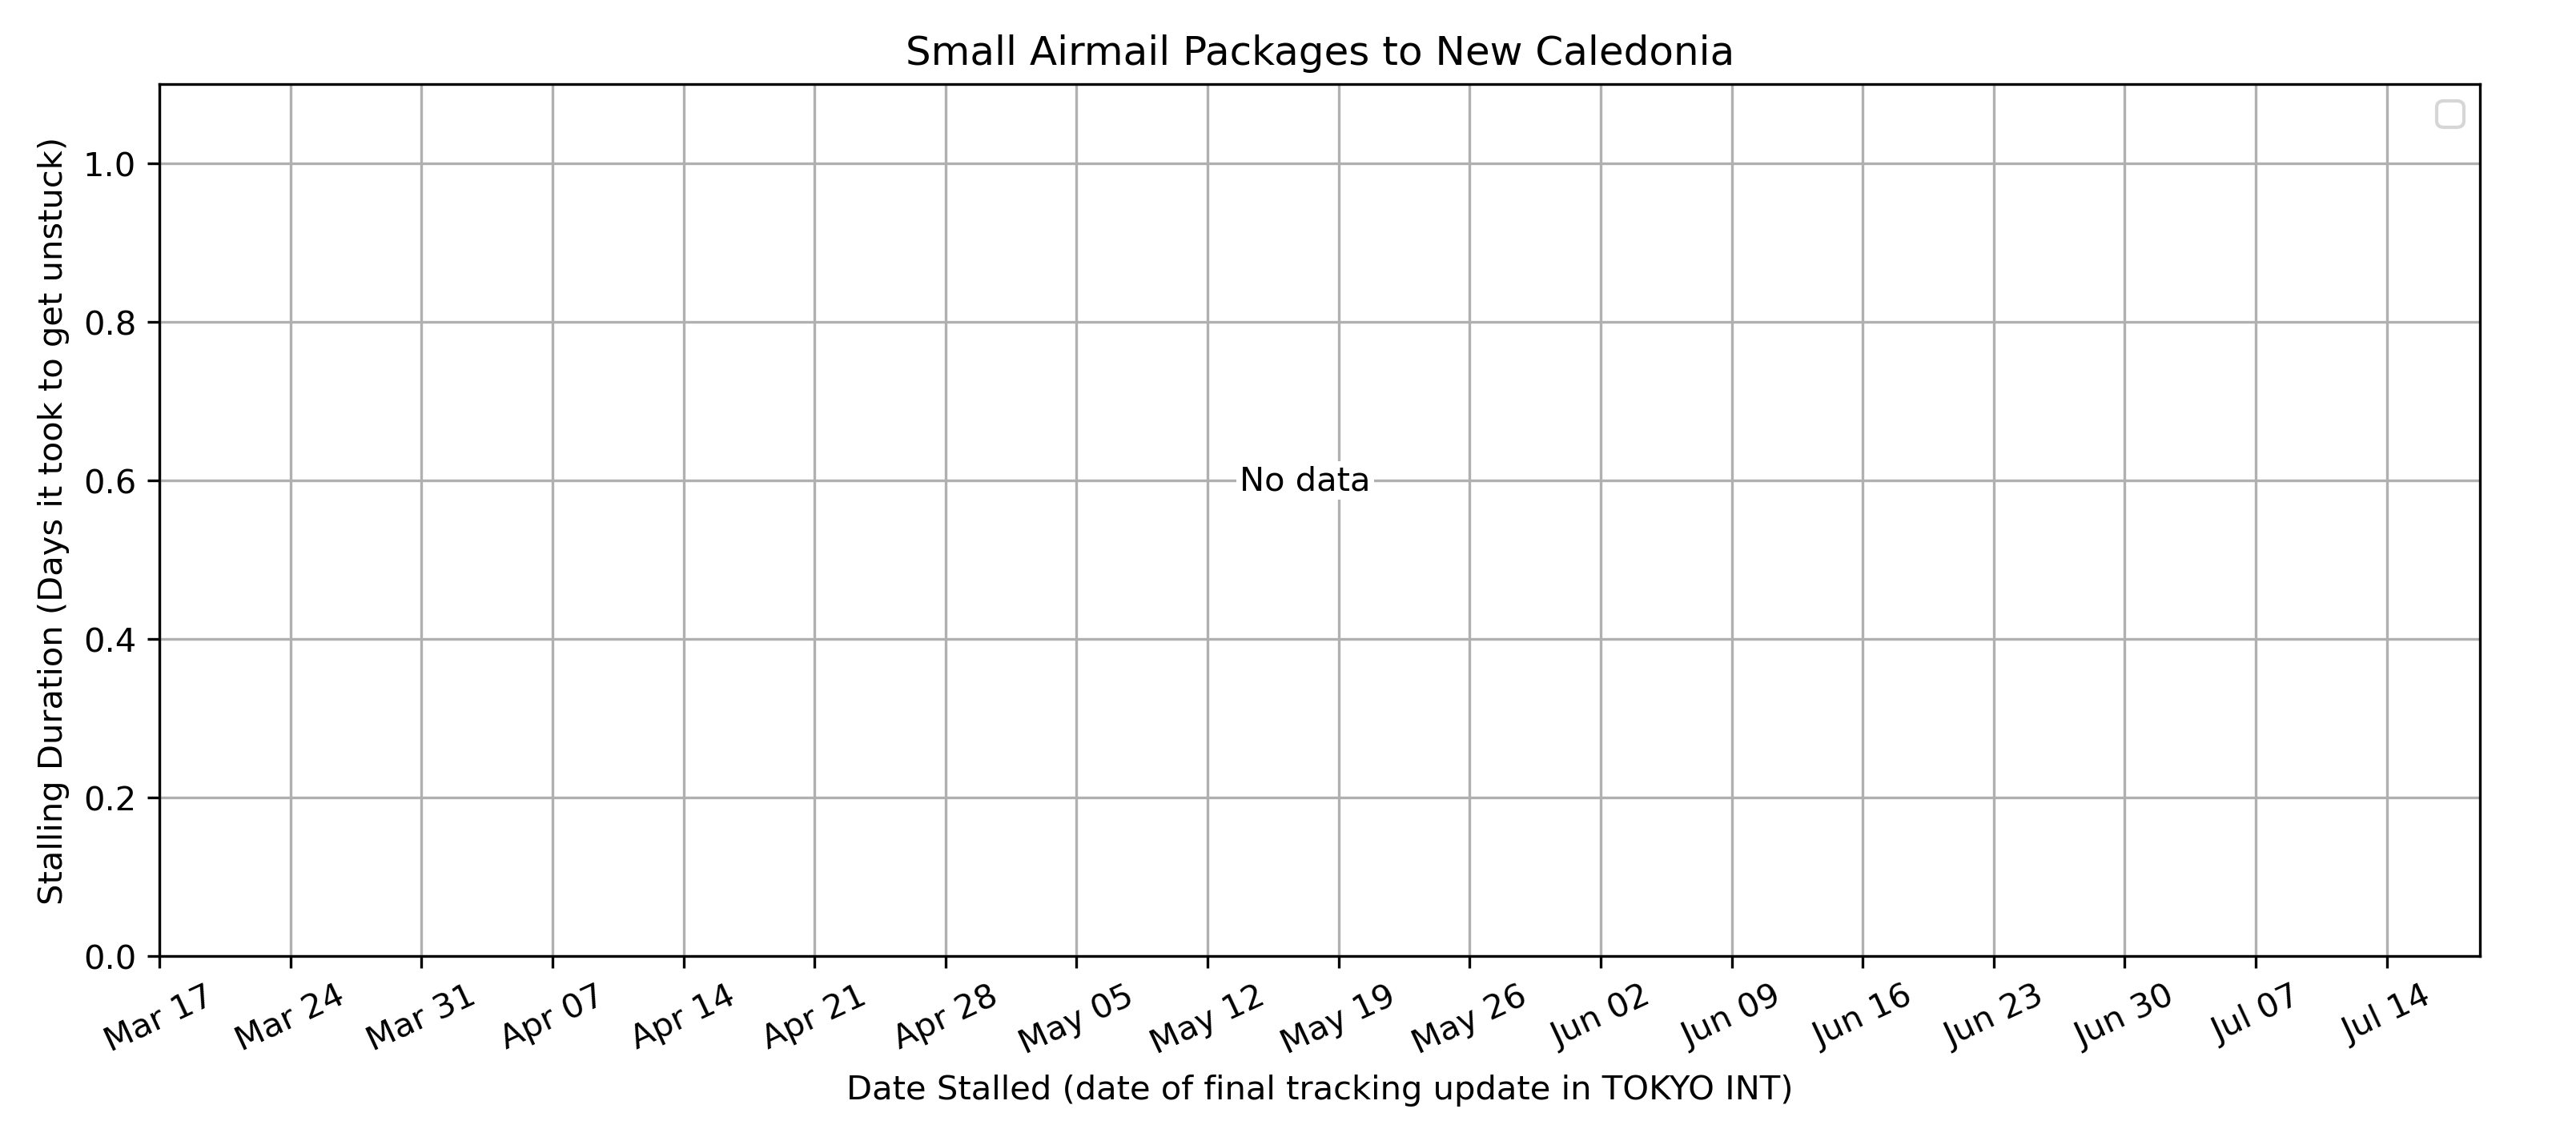 Small Airmail Packages to New Caledonia
Stalling Duration (Days it took to get unstuck)
1.0
0.8
0.6
0.4
0.2
0.0
No data
Mar 17 Mar 24 Mar 31 Apr 07 Apr 14 Apr 21 Apr 28 May 05 May 12 May 19 May 26 Jun 02 Jun 09 Jun 16 Jun 23 Jun 30 Jul 07 Jul 14
Date Stalled (date of final tracking update in TOKYO INT)